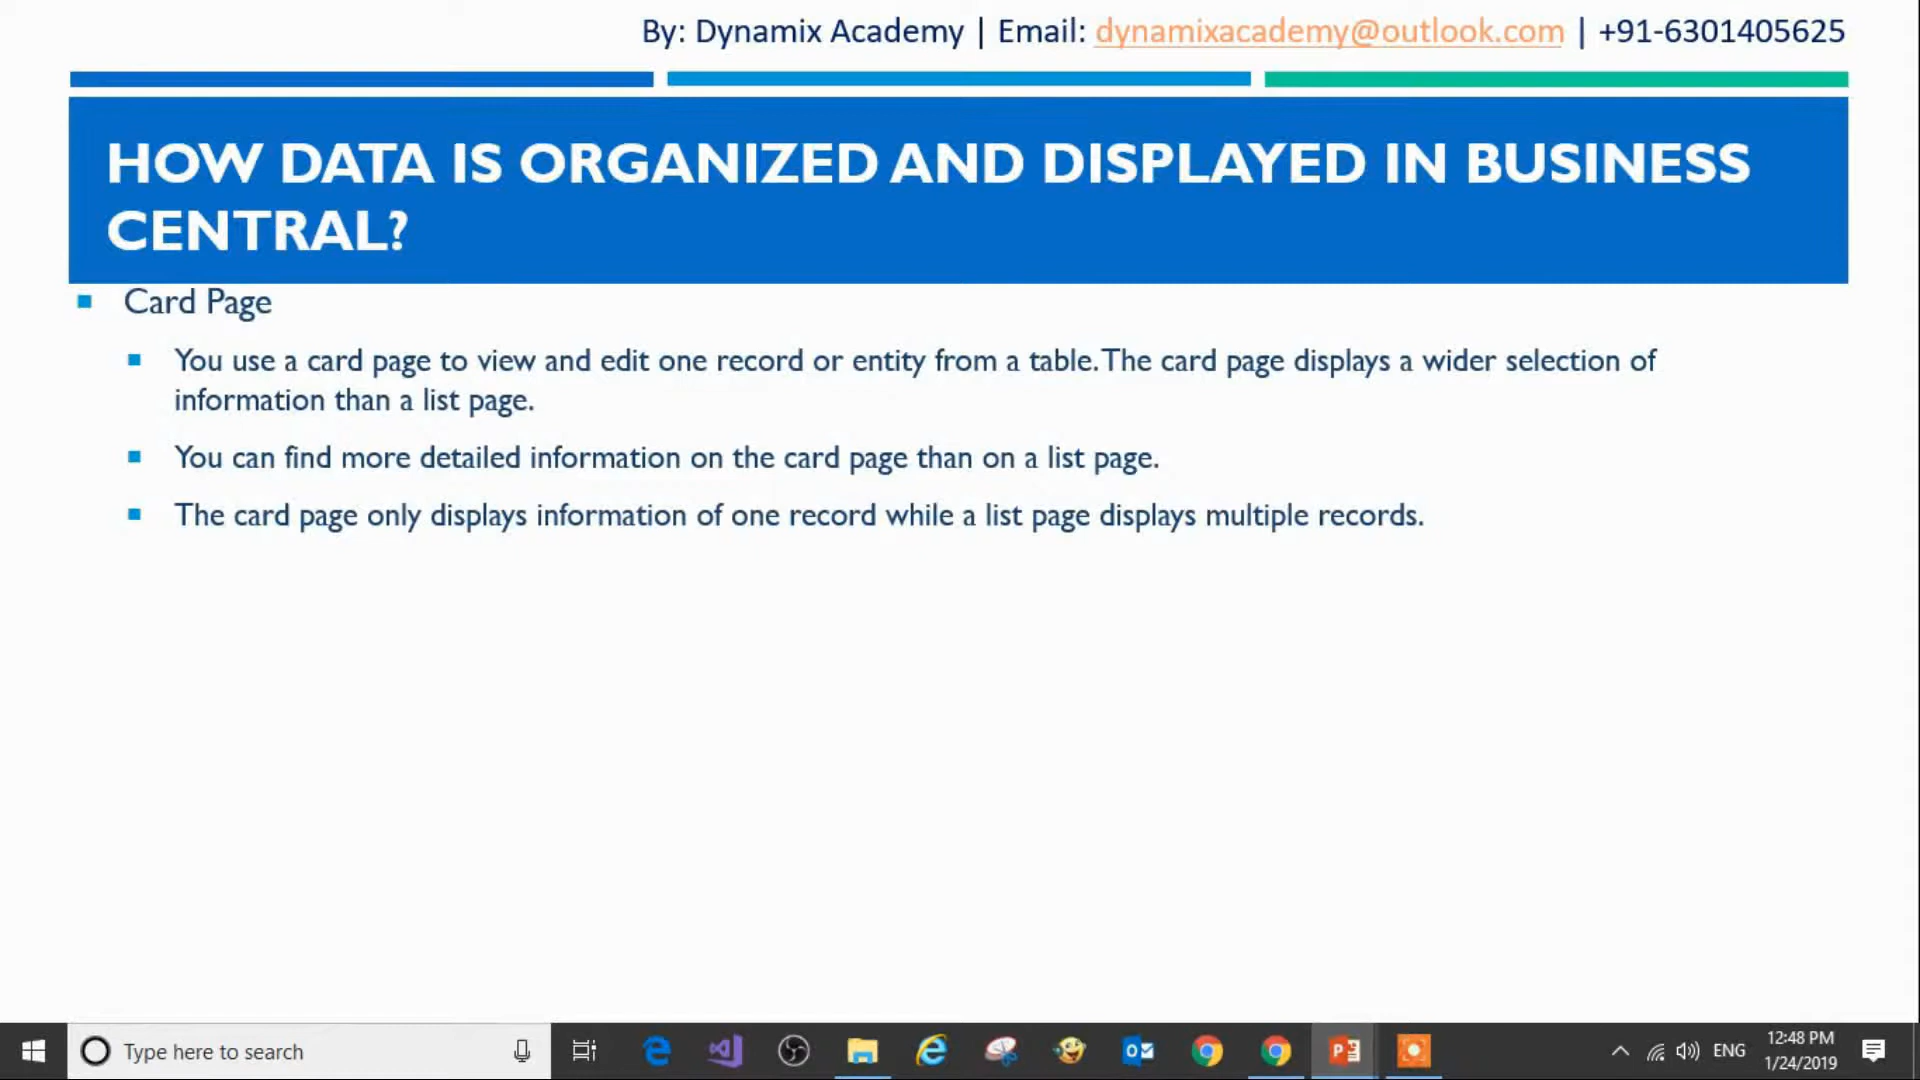 By: Dynamix Academy | Email: dynamixacademy@outlook.com | +91-6301405625
HOW DATA IS ORGANIZED AND DISPLAYED IN BUSINESS
CENTRAL?
Card Page
You use a card page to view and edit one record or entity from a table. The card page displays a wider selection of
information than a list page.
You can find more detailed information on the card page than on a list page.
The card page only displays information of one record while a list page displays multiple records.
Type here to search
ENG
12:48 PM
1/24/2019